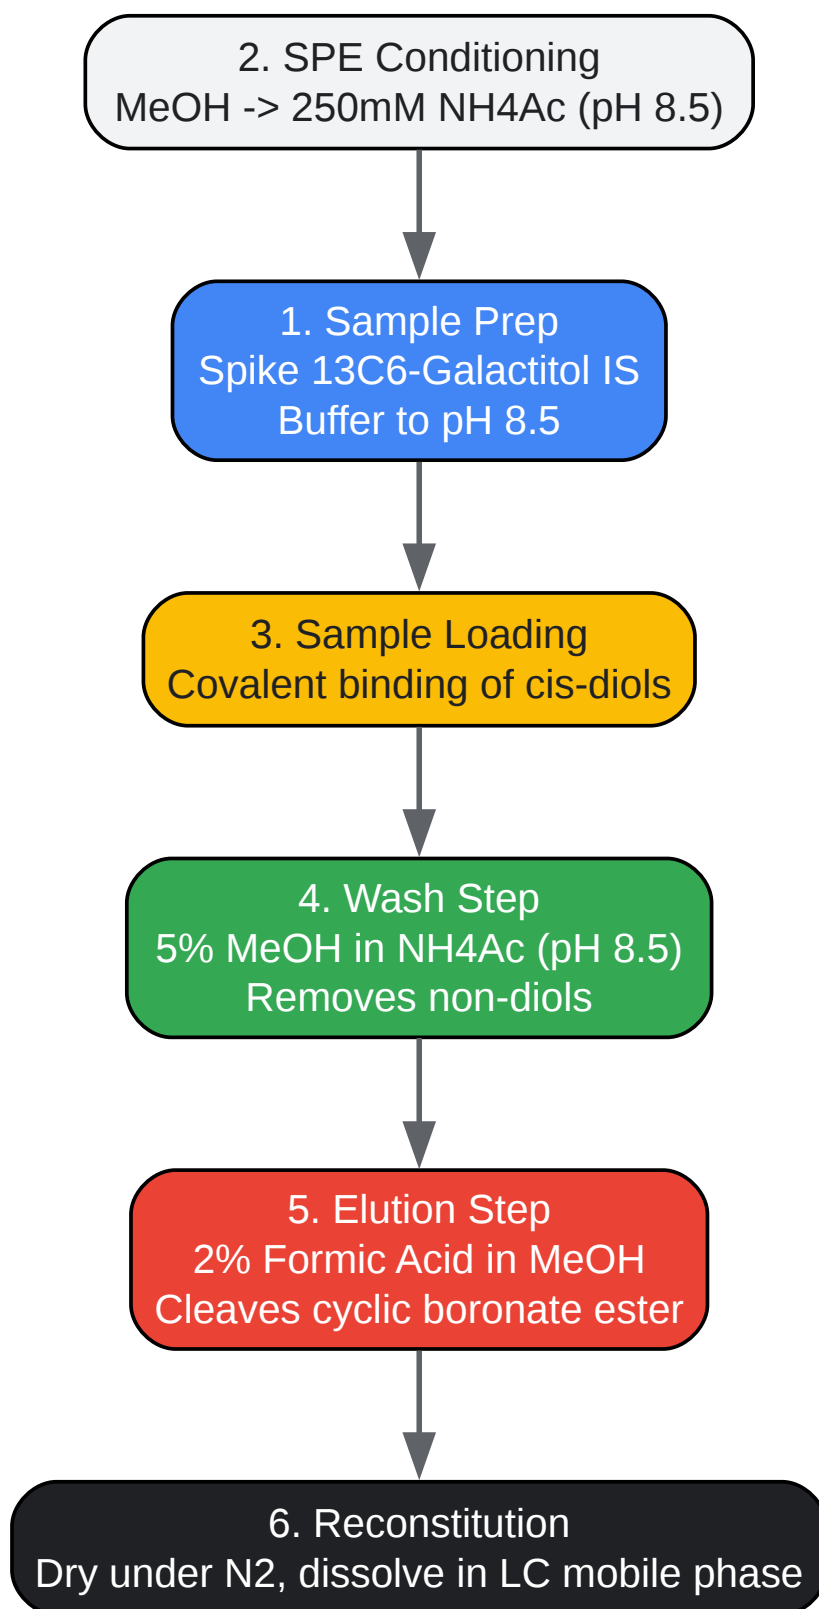 2. SPE Conditioning
MeOH -> 250mM NH4Ac (pH 8.5)
1. Sample Prep
Spike 13C6-Galactitol IS
Buffer to pH 8.5
3. Sample Loading
Covalent binding of cis-diols
4. Wash Step
5% MeOH in NH4Ac (pH 8.5)
Removes non-diols
5. Elution Step
2% Formic Acid in MeOH
Cleaves cyclic boronate ester
6. Reconstitution
Dry under N2, dissolve in LC mobile phase